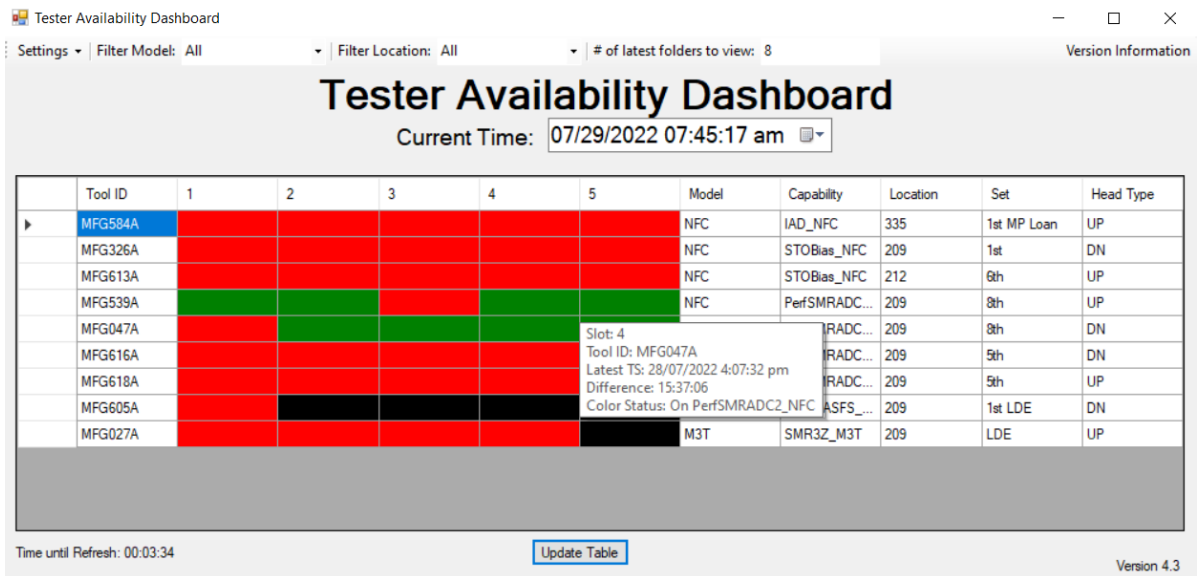 Tester Availability Dashboard
Settings Filter Model: All Filter Location: All # of latest folders to view: 8 Version Information
Tester Availability Dashboard
Current Time: 07/29/2022 07:45:17 am
Tool ID 1 2 3 4 5 Model Capability Location Set Head Type
MFG584A NFC IAD_NFC 335 1st MP Loan UP
MFG326A NFC STOBias_NFC 209 1st DN
MFG613A NFC STOBias_NFC 212 6th UP
MFG539A NFC PerfSMRADC... 209 8th UP
MFG047A RADC... 209 8th DN
MFG616A RADC... 209 5th DN
MFG618A RADC... 209 5th UP
MFG605A ASFS_... 209 1st LDE DN
MFG027A M3T SMR3Z_M3T 209 LDE UP
Slot: 4
Tool ID: MFG047A
Latest TS: 28/07/2022 4:07:32 pm
Difference: 15:37:06
Color Status: On PerfSMRADC2_NFC
Time until Refresh: 00:03:34 Update Table
Version 4.3